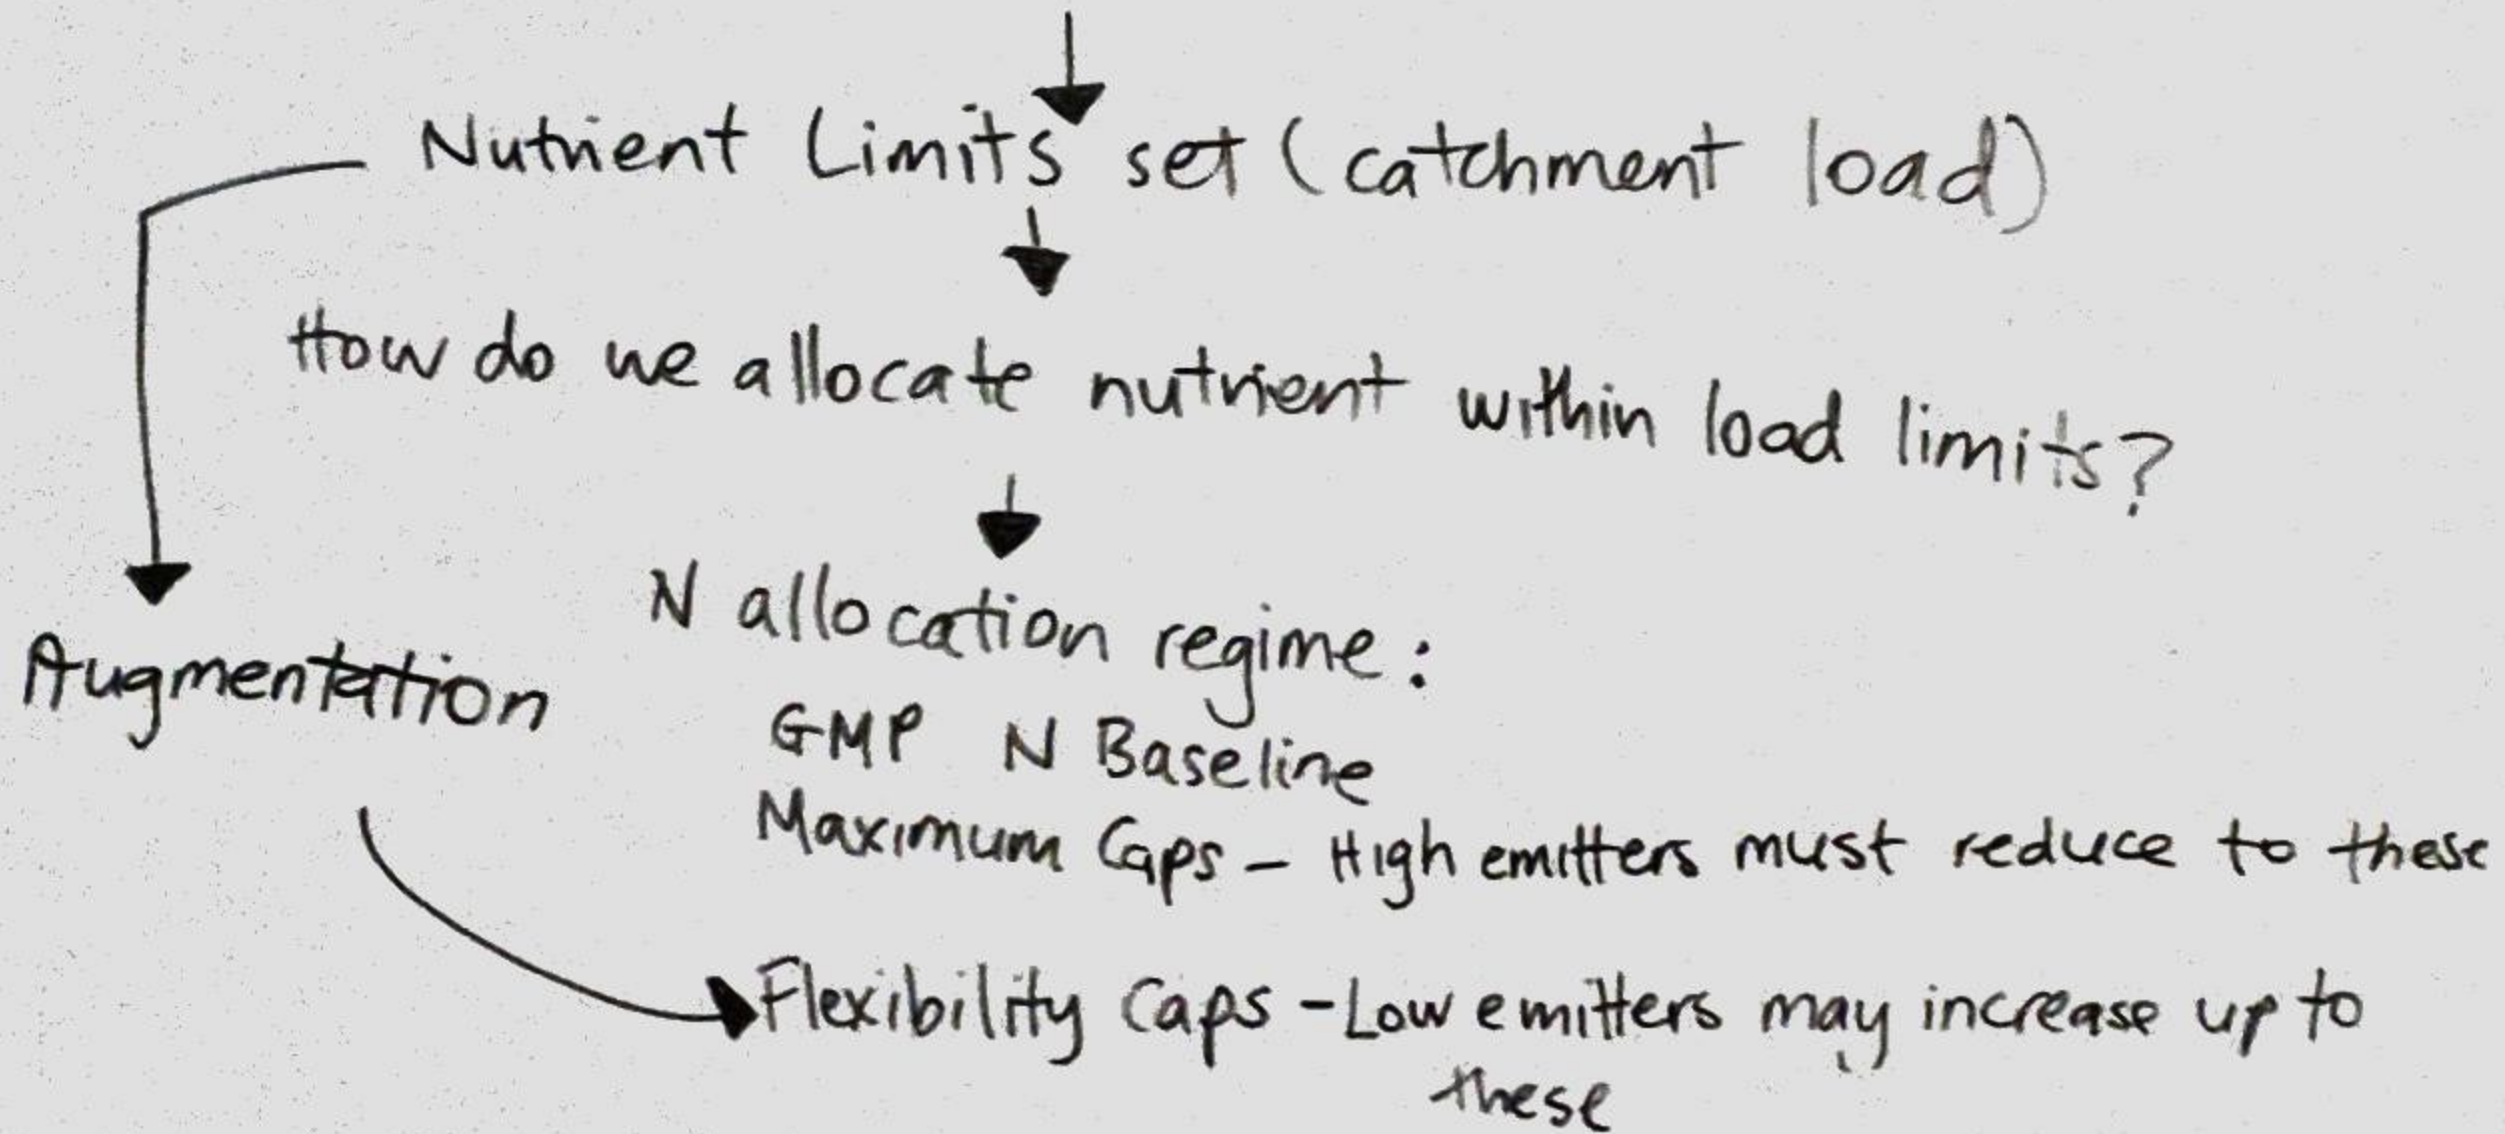 Nutrient Limits set (catchment load)
How do we allocate nutrient within load limits?
N allocation regime:
Augmentation
GMP N Baseline
Maximum Caps - High emitters must reduce to these
Flexibility Caps - Low emitters may increase up to
these